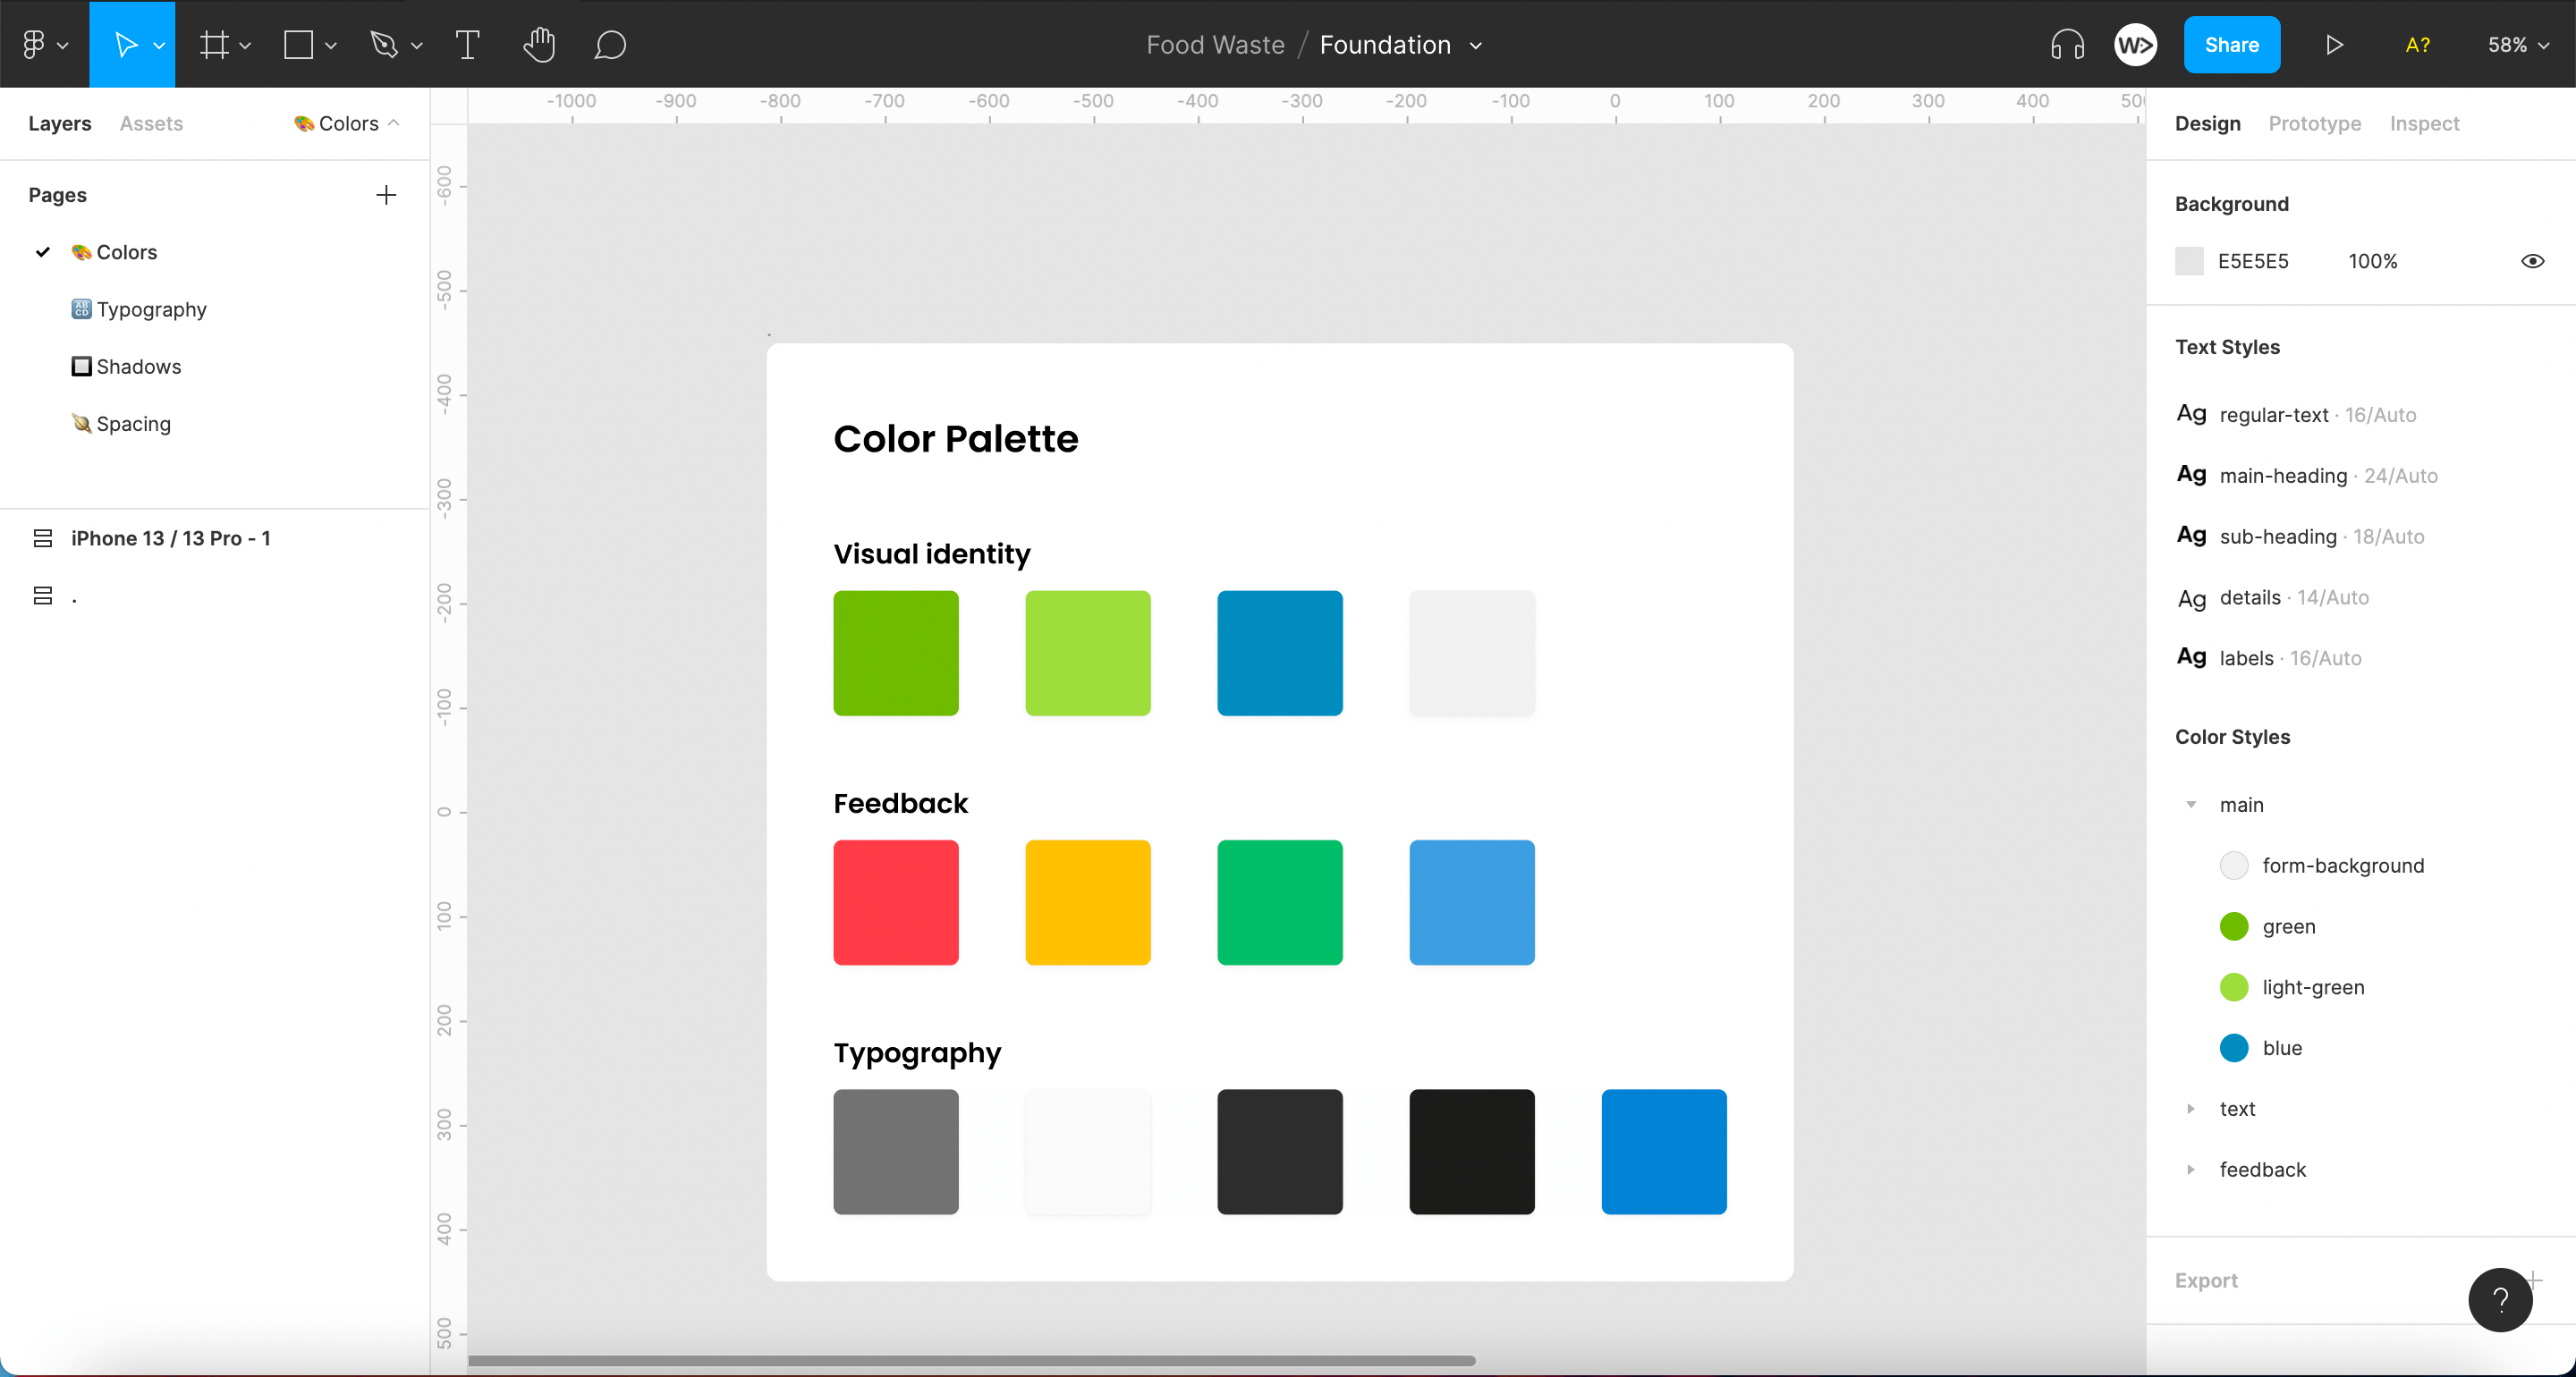 Food Waste / Foundation
W>
Share
A?
58%
Layers
Assets
Colors
Pages
Colors
Typography
Shadows
Spacing
iPhone 13 / 13 Pro - 1
.
-1000 -900 -800 -700 -600 -500 -400 -300 -200 -100 0 100 200 300 400 500
-600
-500
-400
-300
-200
-100
0
100
200
300
400
500
.
Color Palette
Visual identity
Feedback
Typography
Design
Prototype
Inspect
Background
E5E5E5 100%
Text Styles
Ag regular-text · 16/Auto
Ag main-heading · 24/Auto
Ag sub-heading · 18/Auto
Ag details · 14/Auto
Ag labels · 16/Auto
Color Styles
main
form-background
green
light-green
blue
text
feedback
Export
?